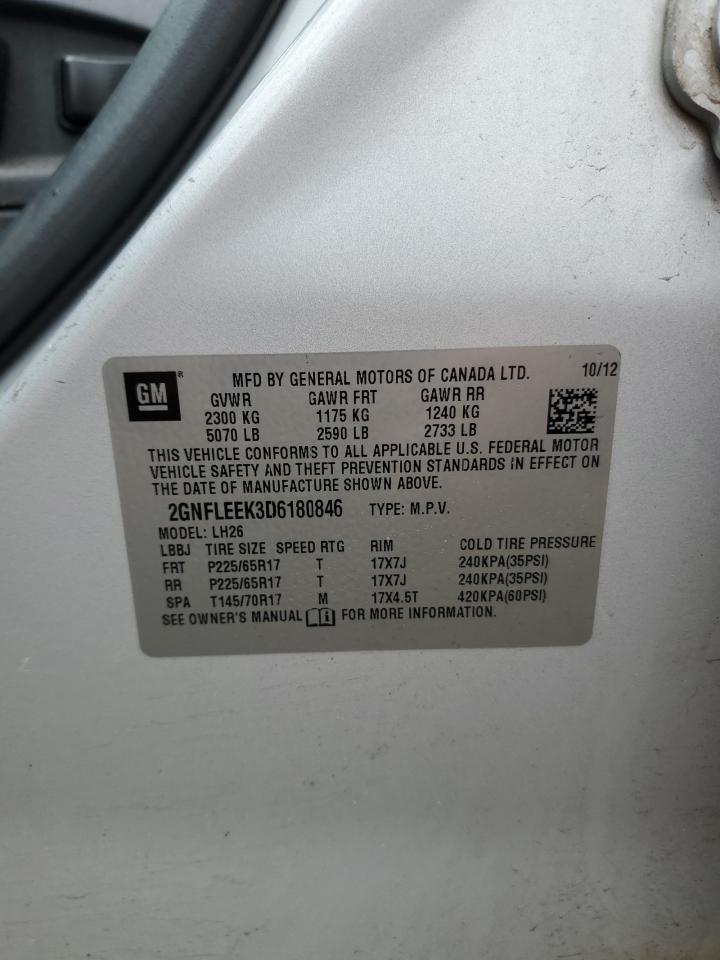 GM ®
MFD BY GENERAL MOTORS OF CANADA LTD. 10/12
GVWR GAWR FRT GAWR RR
2300 KG 1175 KG 1240 KG
5070 LB 2590 LB 2733 LB
THIS VEHICLE CONFORMS TO ALL APPLICABLE U.S. FEDERAL MOTOR
VEHICLE SAFETY AND THEFT PREVENTION STANDARDS IN EFFECT ON
THE DATE OF MANUFACTURE SHOWN ABOVE.
2GNFLEEK3D6180846 TYPE: M.P.V.
MODEL: LH26
LBBJ TIRE SIZE SPEED RTG RIM COLD TIRE PRESSURE
FRT P225/65R17 T 17X7J 240KPA(35PSI)
RR P225/65R17 T 17X7J 240KPA(35PSI)
SPA T145/70R17 M 17X4.5T 420KPA(60PSI)
SEE OWNER'S MANUAL i FOR MORE INFORMATION.